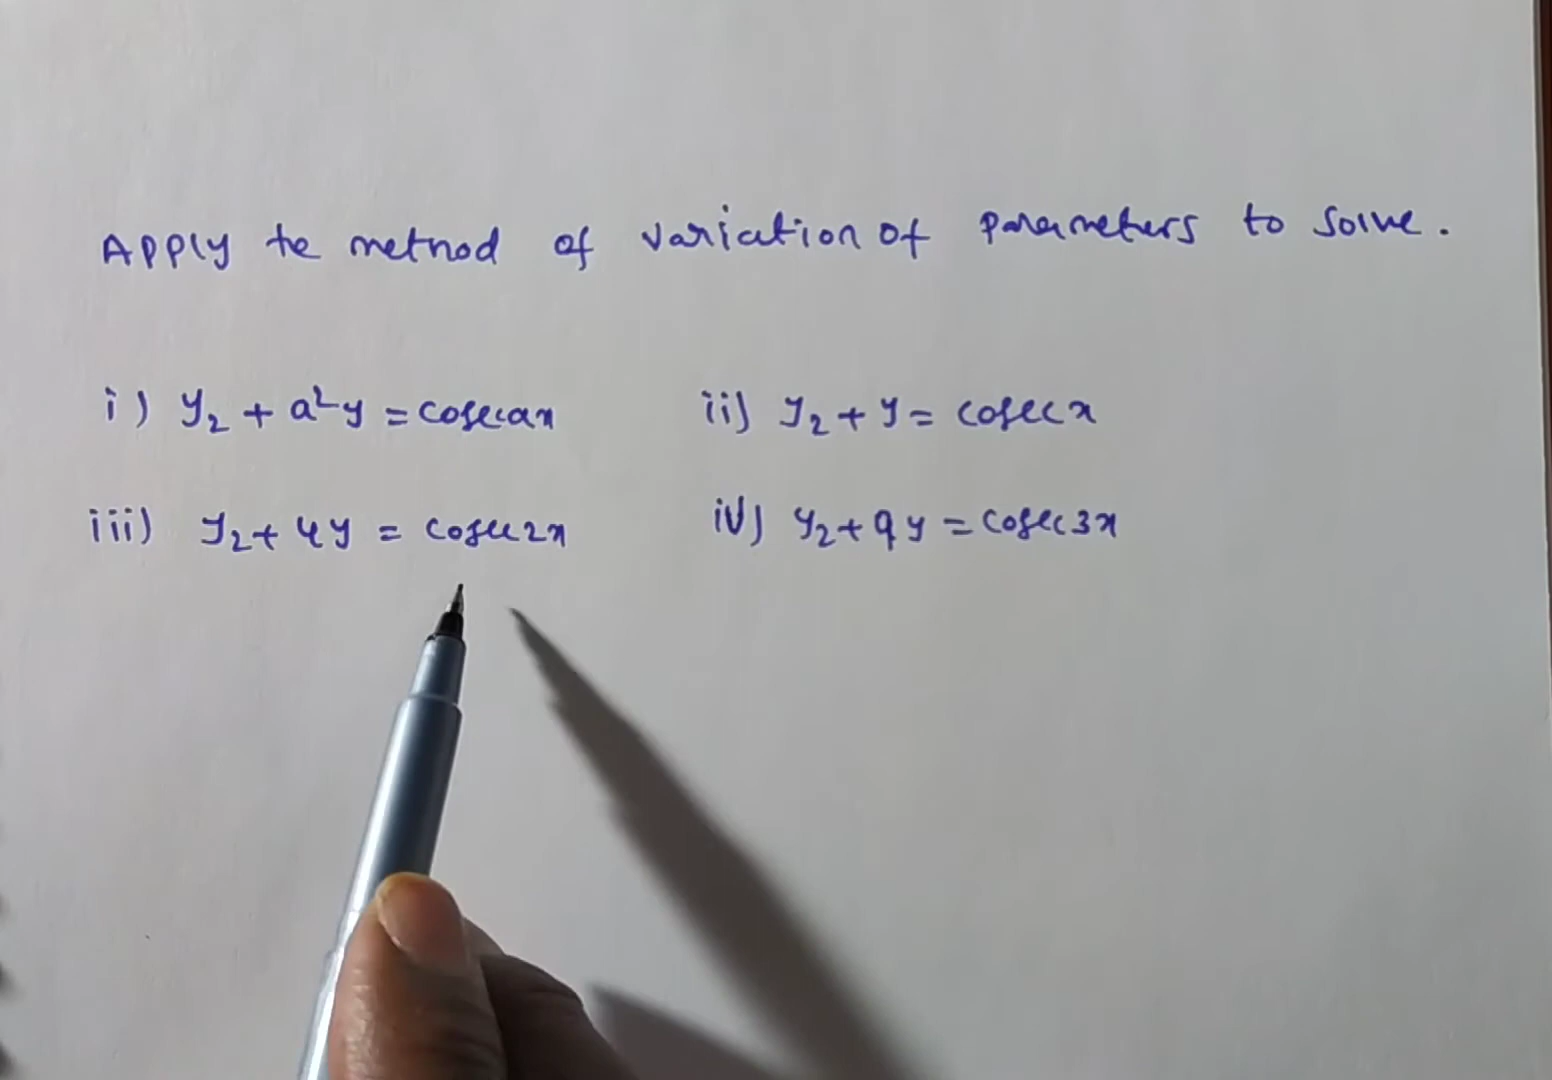 Apply te method of variation of parameters to solve.
i) y₂ + a²y = cosecax
ii) y₂ + y = cosecx
iii) y₂ + 4y = cosec2x
iv) y₂ + 9y = cosec3x